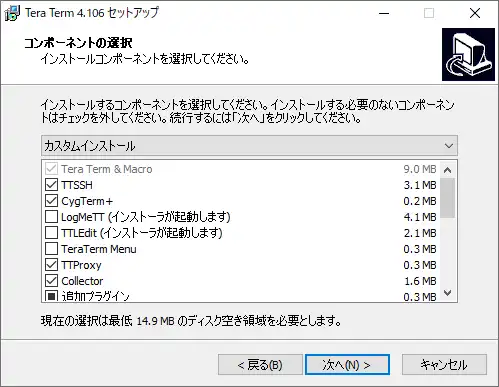 Tera Term 4.106 セットアップ
コンポーネントの選択
インストールコンポーネントを選択してください。
インストールするコンポーネントを選択してください。インストールする必要のないコンポーネン
トはチェックを外してください。続行するには「次へ」をクリックしてください。
カスタムインストール
Tera Term & Macro 9.0 MB
TTSSH 3.1 MB
CygTerm+ 0.2 MB
LogMeTT (インストーラが起動します) 4.1 MB
TTLEdit (インストーラが起動します) 2.1 MB
TeraTerm Menu 0.3 MB
TTProxy 0.3 MB
Collector 1.6 MB
追加プラグイン 0.3 MB
現在の選択は最低 14.9 MB のディスク空き領域を必要とします。
< 戻る(B) 次へ(N) > キャンセル